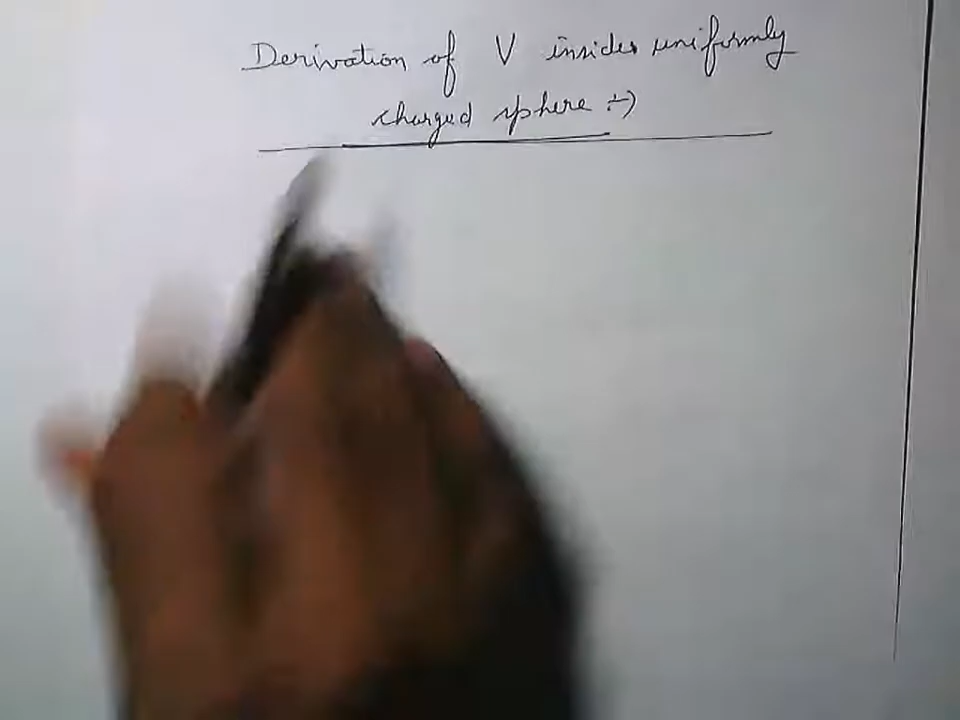 Derivation of V inside uniformly
charged sphere :-)